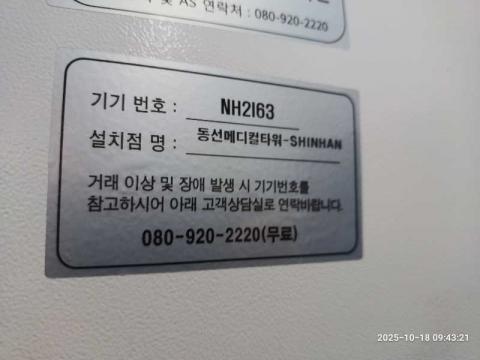 및 AS 연락처 : 080-920-2220
기기 번호 : NH2163
설치점 명 : 동선메디컬타워-SHINHAN
거래 이상 및 장애 발생 시 기기번호를
참고하시어 아래 고객상담실로 연락바랍니다.
080-920-2220(무료)
2025-10-18 09:43:21